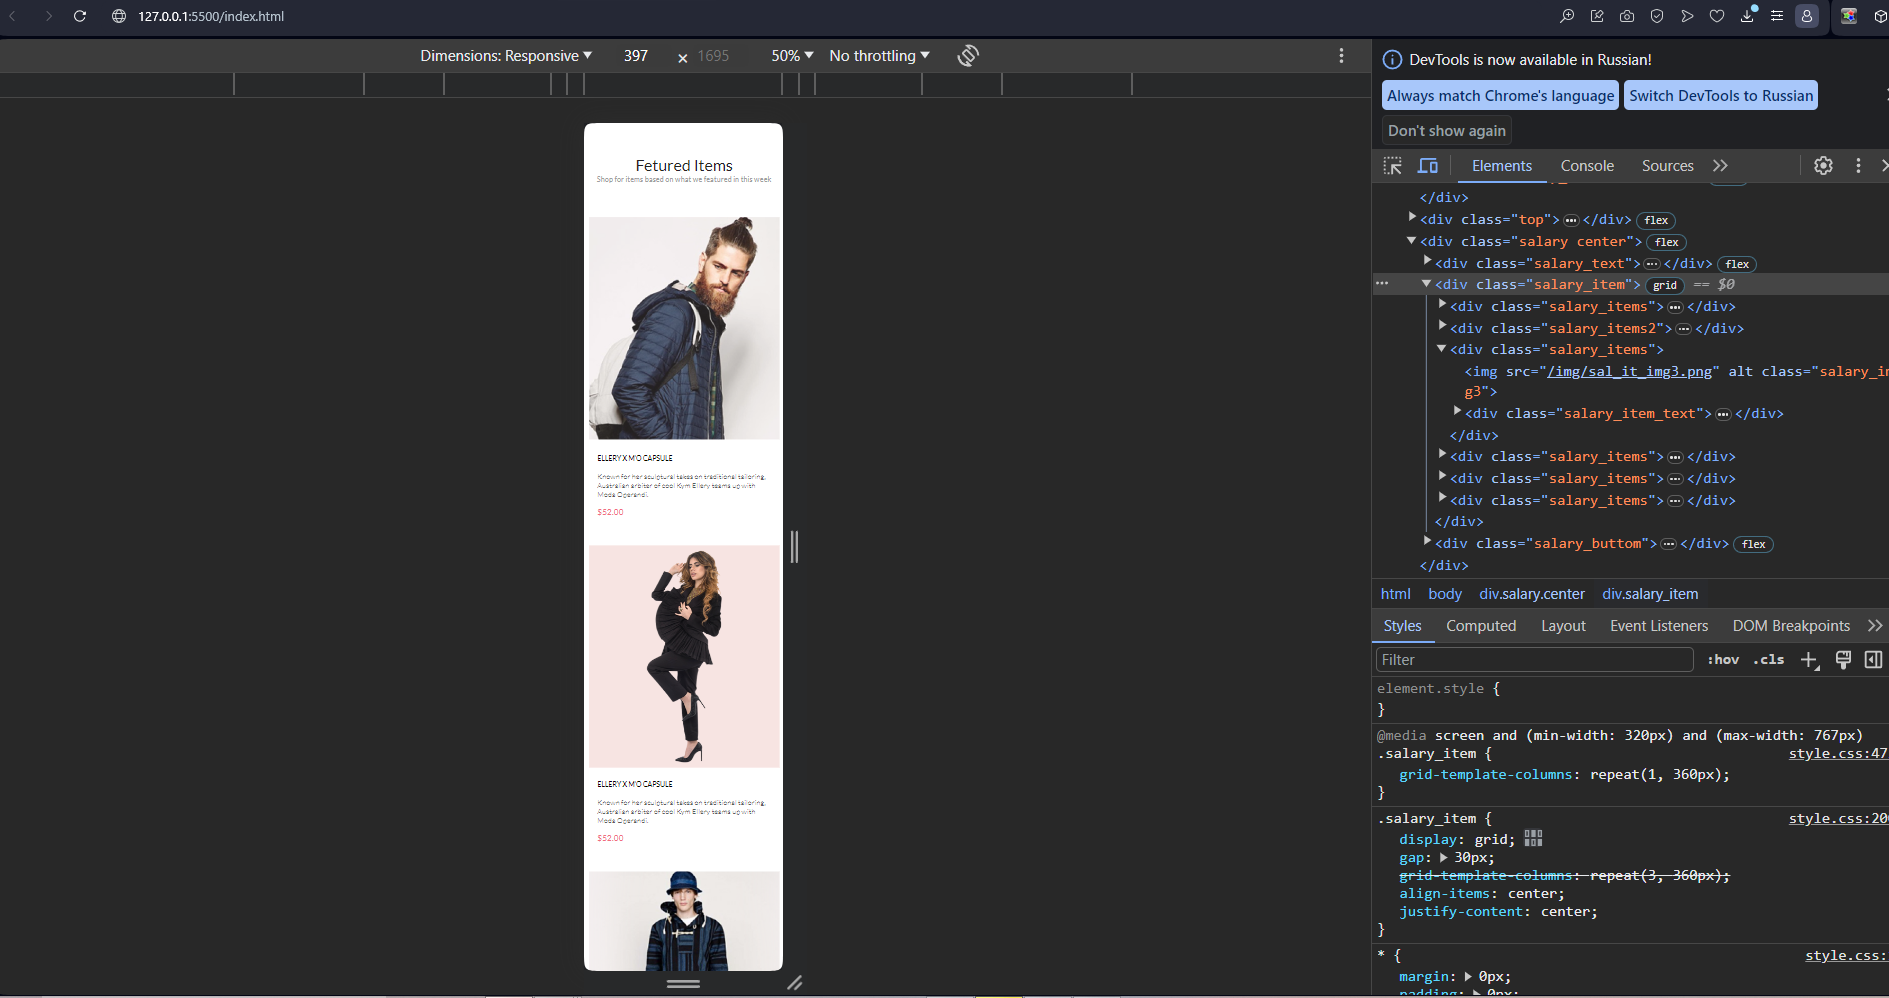 127.0.0.1:5500/index.html
Dimensions: Responsive 397 × 1695 50% No throttling
DevTools is now available in Russian!
Always match Chrome's language Switch DevTools to Russian
Don't show again
Elements Console Sources
</div>
<div class="top"> </div> flex
<div class="salary center"> flex
<div class="salary_text"> </div> flex
<div class="salary_item"> grid == $0
<div class="salary_items"> </div>
<div class="salary_items2"> </div>
<div class="salary_items">
<img src="/img/sal_it_img3.png" alt class="salary_im
g3">
<div class="salary_item_text"> </div>
</div>
<div class="salary_items"> </div>
<div class="salary_items"> </div>
<div class="salary_items"> </div>
</div>
<div class="salary_buttom"> </div> flex
</div>
html body div.salary.center div.salary_item
Styles Computed Layout Event Listeners DOM Breakpoints
Filter :hov .cls
element.style {
}
@media screen and (min-width: 320px) and (max-width: 767px)
.salary_item { style.css:47
grid-template-columns: repeat(1, 360px);
}
.salary_item { style.css:20
display: grid;
gap: 30px;
grid-template-columns: repeat(3, 360px);
align-items: center;
justify-content: center;
}
* { style.css:
margin: 0px;
padding: 0px;
Fetured Items
Shop for items based on what we featured in this week
ELLERY X M'O CAPSULE
Known for her sculptural takes on traditional tailoring,
Australian arbiter of cool Kym Ellery teams up with
Moda Operandi.
$52.00
ELLERY X M'O CAPSULE
Known for her sculptural takes on traditional tailoring,
Australian arbiter of cool Kym Ellery teams up with
Moda Operandi.
$52.00